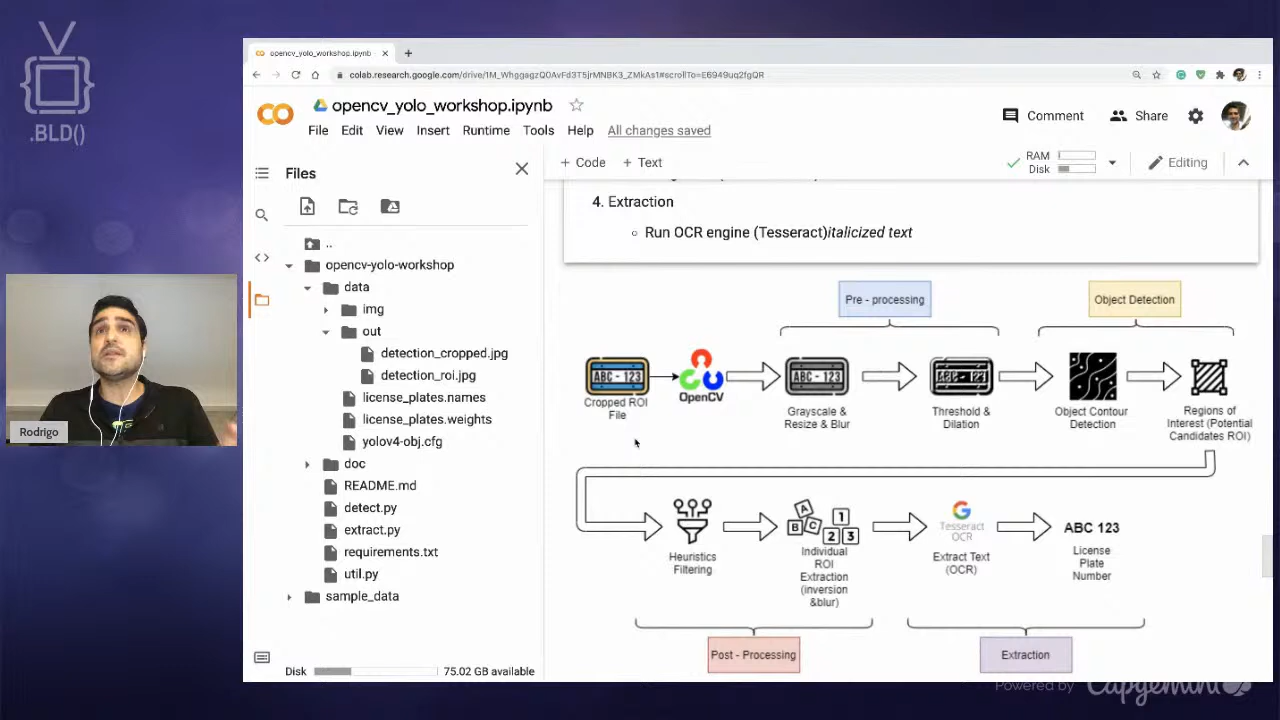 .BLD()
opencv_yolo_workshop.ipynb
colab.research.google.com/drive/1M_WhggagzQ0AvFd3T5jrMNBK3_ZMkAs1#scrollTo=E6949uq2fgQR
opencv_yolo_workshop.ipynb
File Edit View Insert Runtime Tools Help All changes saved
Comment Share
+ Code + Text
RAM
Disk
Editing
Files
..
opencv-yolo-workshop
data
img
out
detection_cropped.jpg
detection_roi.jpg
license_plates.names
license_plates.weights
yolov4-obj.cfg
doc
README.md
detect.py
extract.py
requirements.txt
util.py
sample_data
Disk 75.02 GB available
4. Extraction
Run OCR engine (Tesseract)italicized text
Pre - processing
Object Detection
ABC - 123
OpenCV
ABC - 123
ABC - 123
Cropped ROI
File
Grayscale &
Resize & Blur
Threshold &
Dilation
Object Contour
Detection
Regions of
Interest (Potential
Candidates ROI)
A
B C
1
2 3
Tesseract
OCR
ABC 123
Heuristics
Filtering
Individual
ROI
Extraction
(inversion
&blur)
Extract Text
(OCR)
License
Plate
Number
Post - Processing
Extraction
Rodrigo
Powered by Capgemini